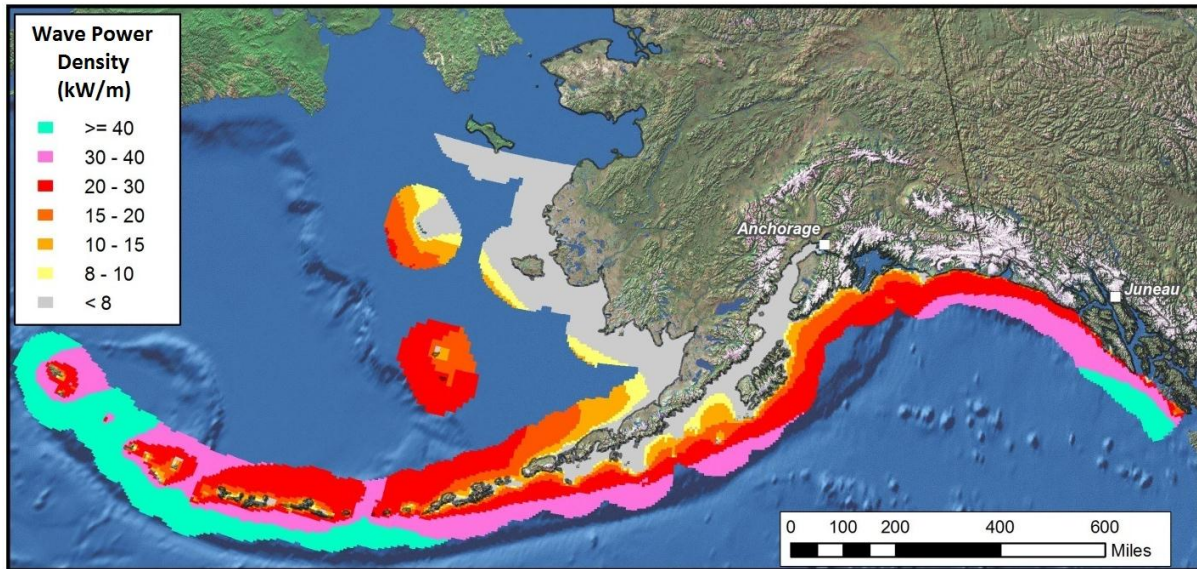 Wave Power
Density
(kW/m)
>= 40
30 - 40
20 - 30
15 - 20
10 - 15
8 - 10
< 8
Anchorage
Juneau
0 100 200 400 600
Miles